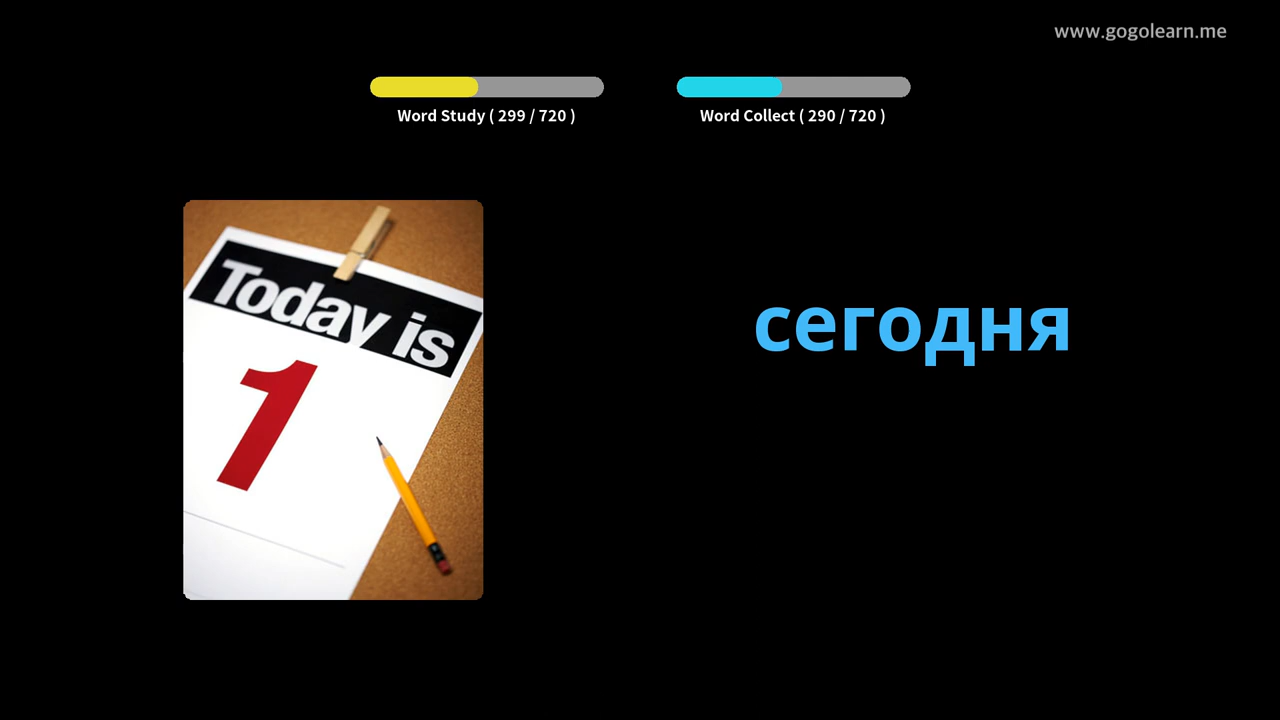 www.gogolearn.me
Word Study ( 299 / 720 )
Word Collect ( 290 / 720 )
Today is
1
сегодня